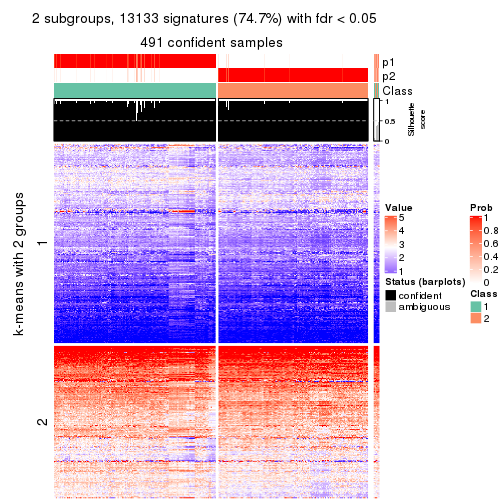 2 subgroups, 13133 signatures (74.7%) with fdr < 0.05
491 confident samples
p1
p2
Class
1
0.5
0
Silhouette
score
k-means with 2 groups
1
2
Value
5
4
3
2
1
Status (barplots)
confident
ambiguous
Prob
1
0.8
0.6
0.4
0.2
0
Class
1
2